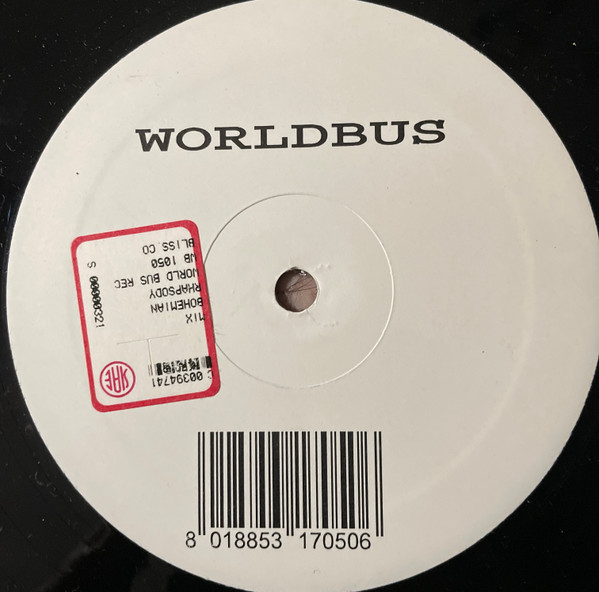 WORLDBUS
BLISS.CO
WB 1050
WORLD BUS REC
BOHEMIAN
RHAPSODY
MIX
S 00000321
C 00394741
8 018853 170506